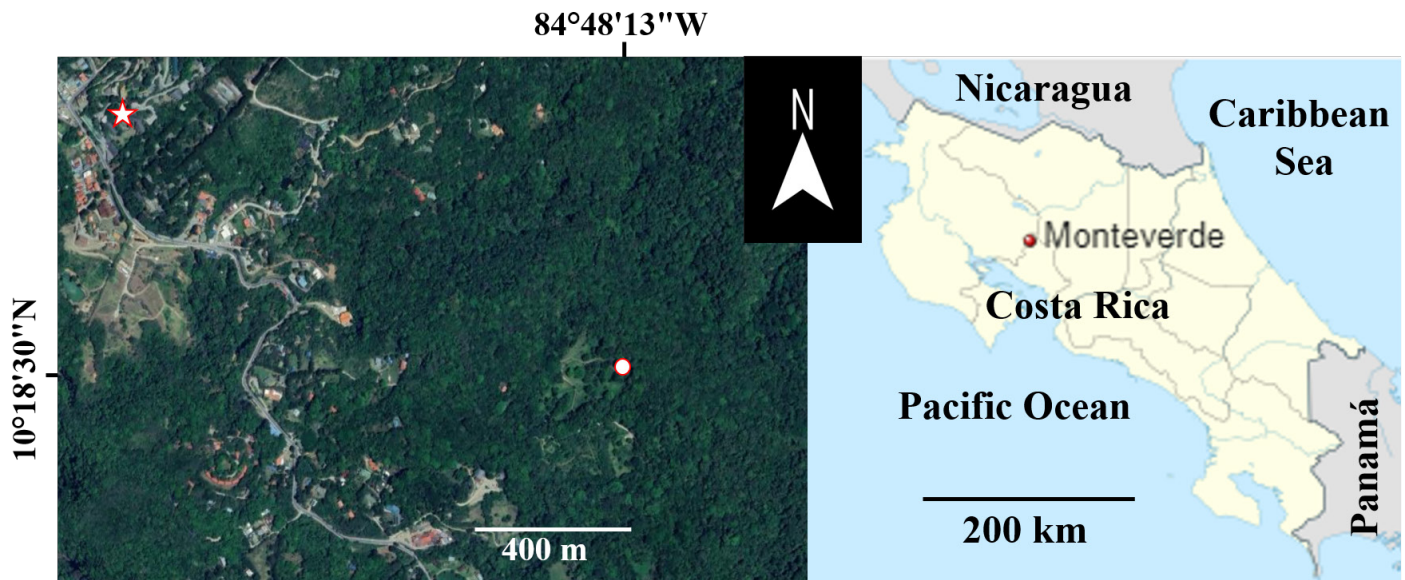 84°48'13"W
10°18'30"N
400 m
N
Nicaragua
Caribbean
Sea
Monteverde
Costa Rica
Pacific Ocean
Panamá
200 km